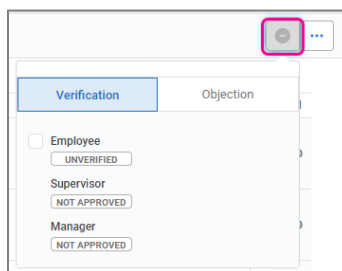 Verification Objection
Employee
UNVERIFIED
Supervisor
NOT APPROVED
Manager
NOT APPROVED